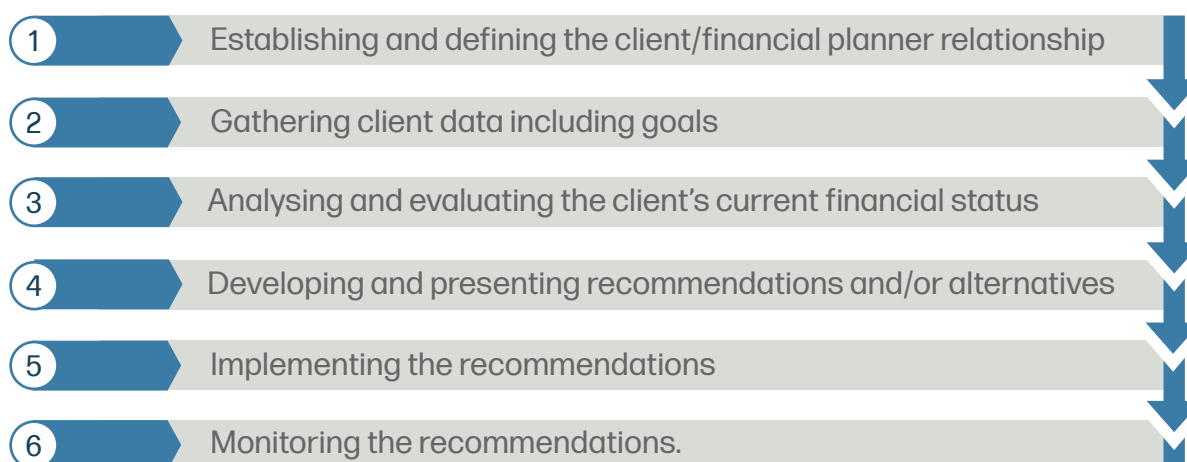 1 Establishing and defining the client/financial planner relationship
2 Gathering client data including goals
3 Analysing and evaluating the client's current financial status
4 Developing and presenting recommendations and/or alternatives
5 Implementing the recommendations
6 Monitoring the recommendations.